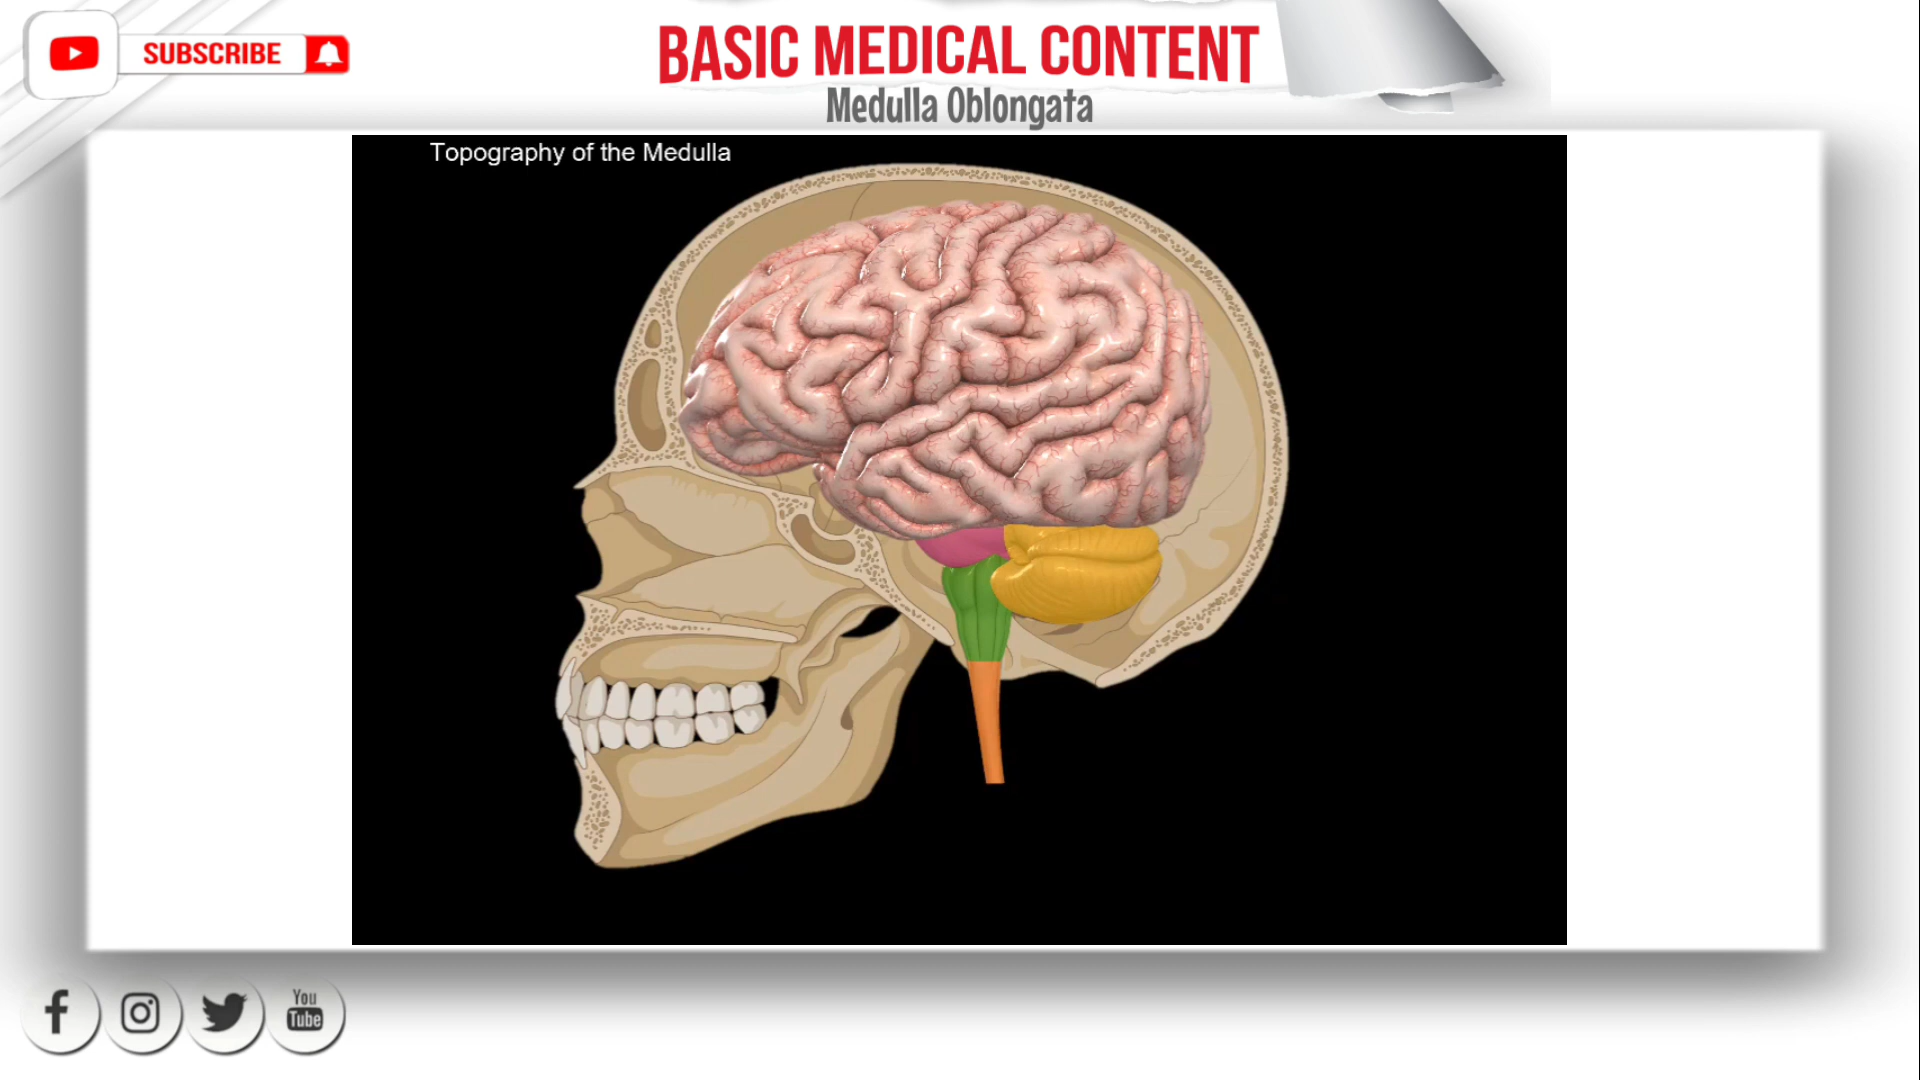 SUBSCRIBE
BASIC MEDICAL CONTENT
Medulla Oblongata
Topography of the Medulla
You
Tube